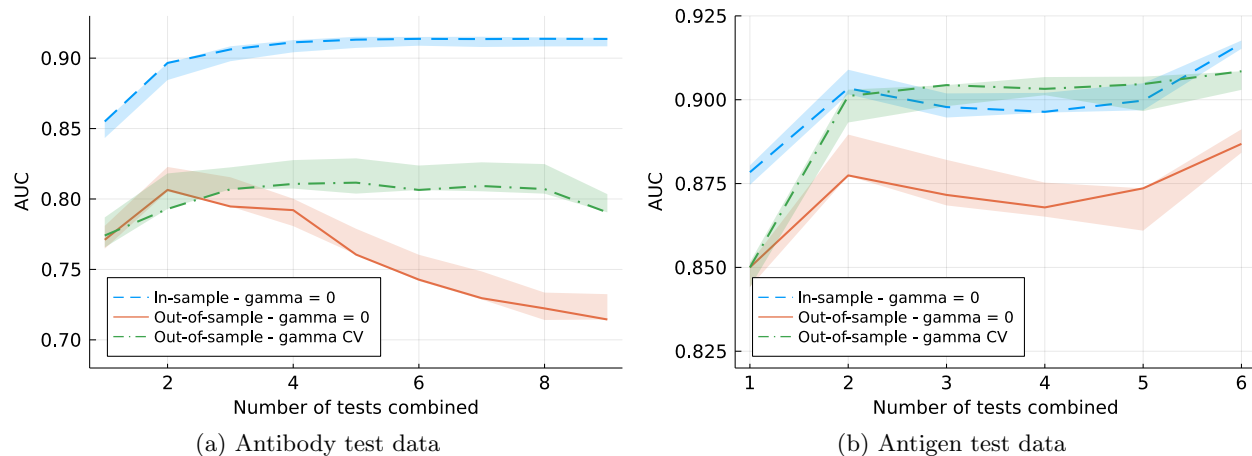 AUC
0.90
0.85
0.80
0.75
0.70
In-sample - gamma = 0
Out-of-sample - gamma = 0
Out-of-sample - gamma CV
2 4 6 8
Number of tests combined
(a) Antibody test data
AUC
0.925
0.900
0.875
0.850
0.825
In-sample - gamma = 0
Out-of-sample - gamma = 0
Out-of-sample - gamma CV
1 2 3 4 5 6
Number of tests combined
(b) Antigen test data